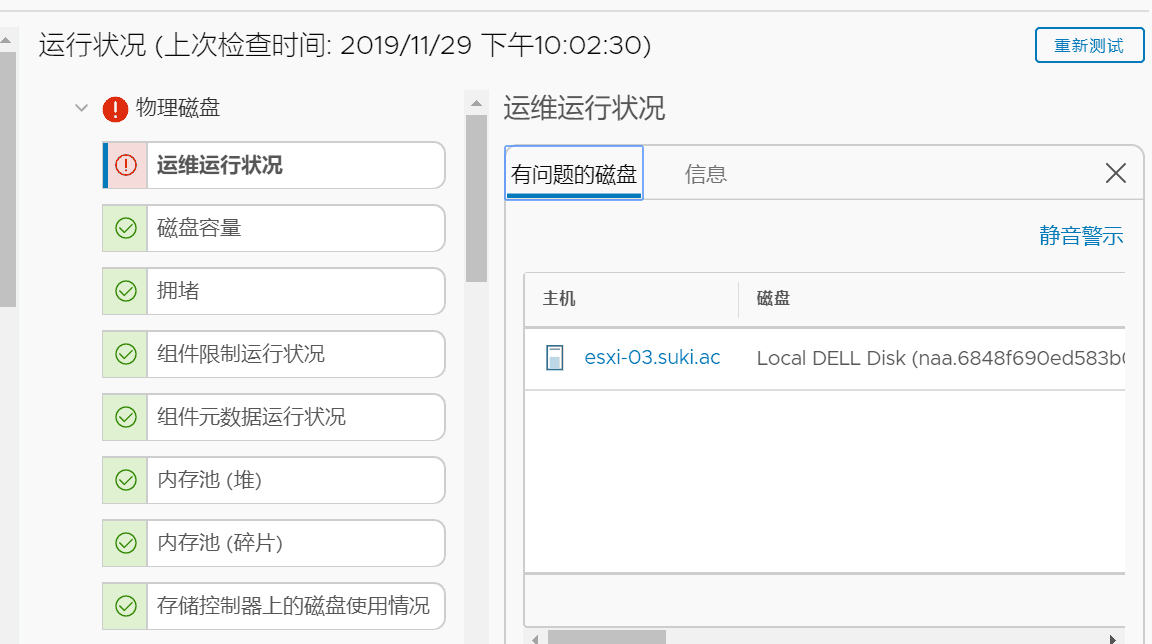 运行状况 (上次检查时间: 2019/11/29 下午10:02:30)
重新测试
物理磁盘
运维运行状况
磁盘容量
拥堵
组件限制运行状况
组件元数据运行状况
内存池 (堆)
内存池 (碎片)
存储控制器上的磁盘使用情况
运维运行状况
有问题的磁盘
信息
静音警示
主机
磁盘
esxi-03.suki.ac
Local DELL Disk (naa.6848f690ed583b